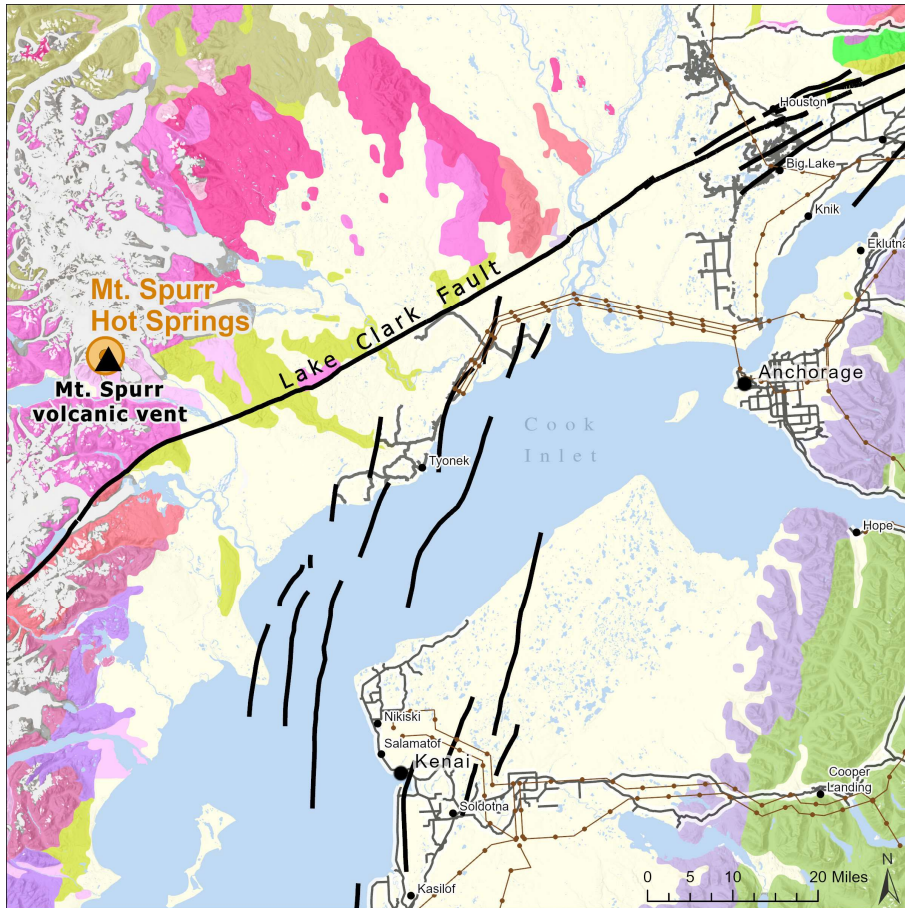 Houston
Big Lake
Knik
Eklutna
Mt. Spurr
Hot Springs
Lake Clark Fault
Mt. Spurr
volcanic vent
Anchorage
Cook
Inlet
Tyonek
Hope
Nikiski
Salamatof
Kenai
Cooper
Landing
Soldotna
Kasilof
N
0 5 10 20 Miles